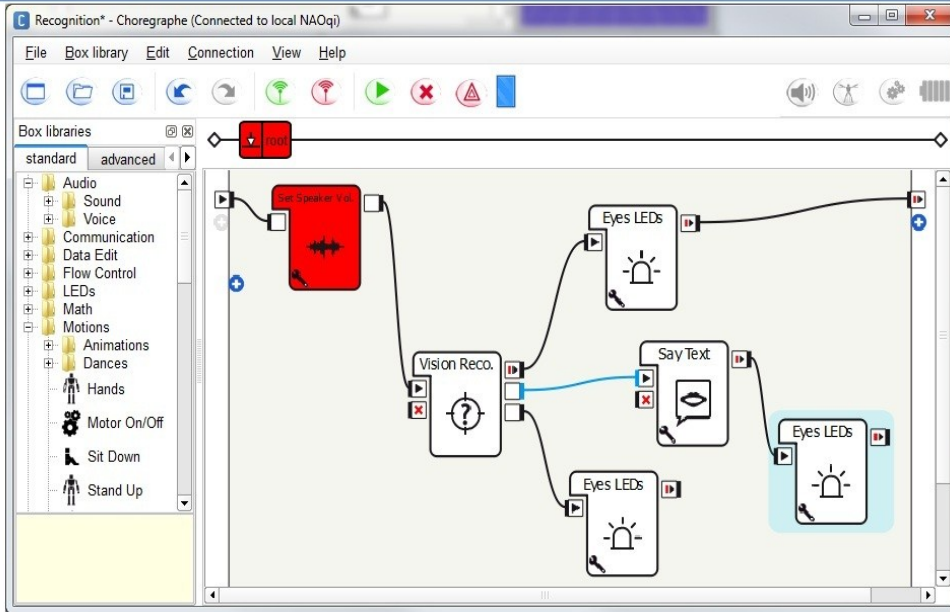 Recognition* - Choregraphe (Connected to local NAOqi)
File Box library Edit Connection View Help
Box libraries
standard advanced
root
Audio
Sound
Voice
Communication
Data Edit
Flow Control
LEDs
Math
Motions
Animations
Dances
Hands
Motor On/Off
Sit Down
Stand Up
Set Speaker Vol.
Eyes LEDs
Vision Reco.
Say Text
Eyes LEDs
Eyes LEDs